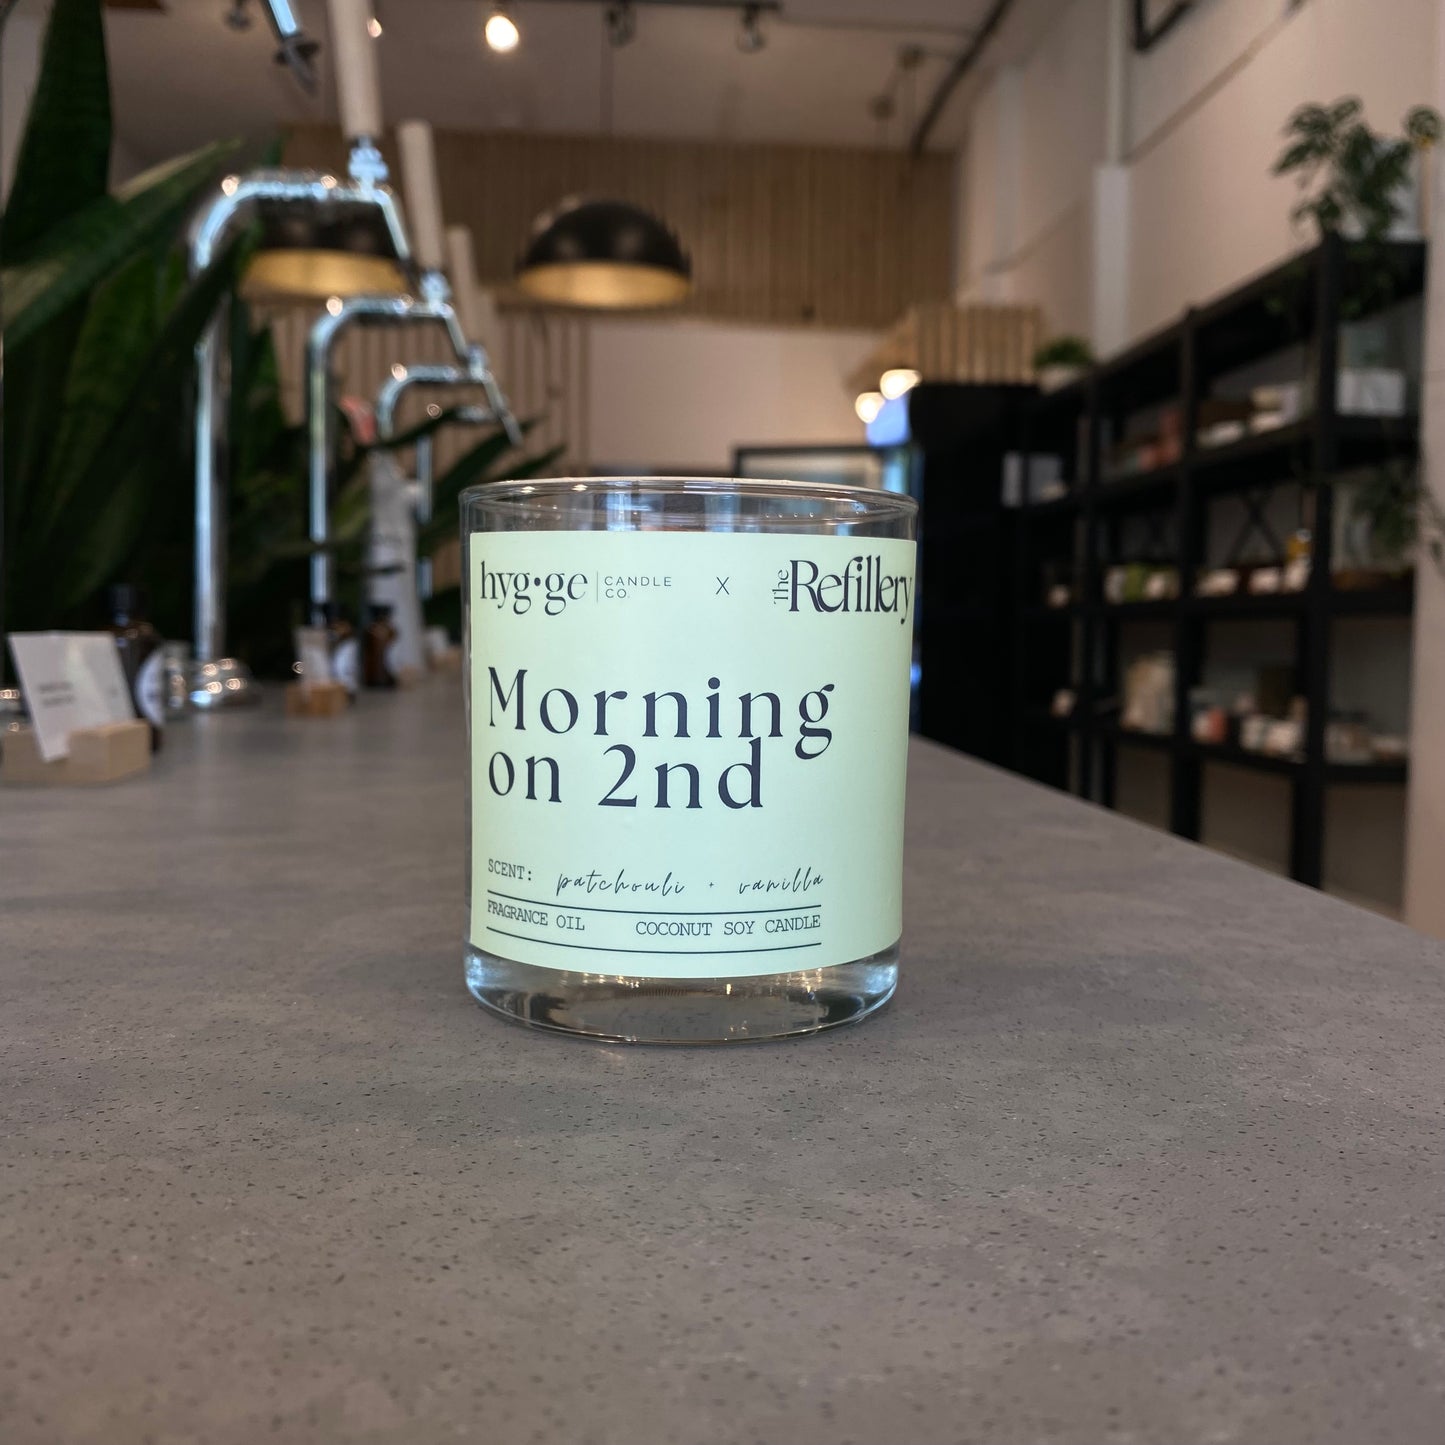 hyg•ge | CANDLE CO. X The Refillery
Morning
on 2nd
SCENT: patchouli + vanilla
FRAGRANCE OIL COCONUT SOY CANDLE